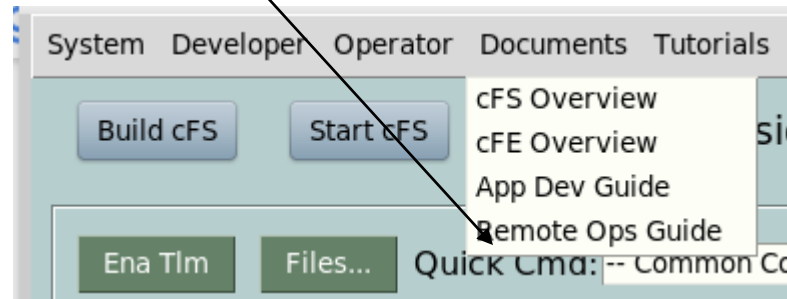 System Developer Operator Documents Tutorials
cFS Overview
Build cFS Start cFS cFE Overview
App Dev Guide
Remote Ops Guide
Ena Tlm Files... Quick Cmd: -- Common